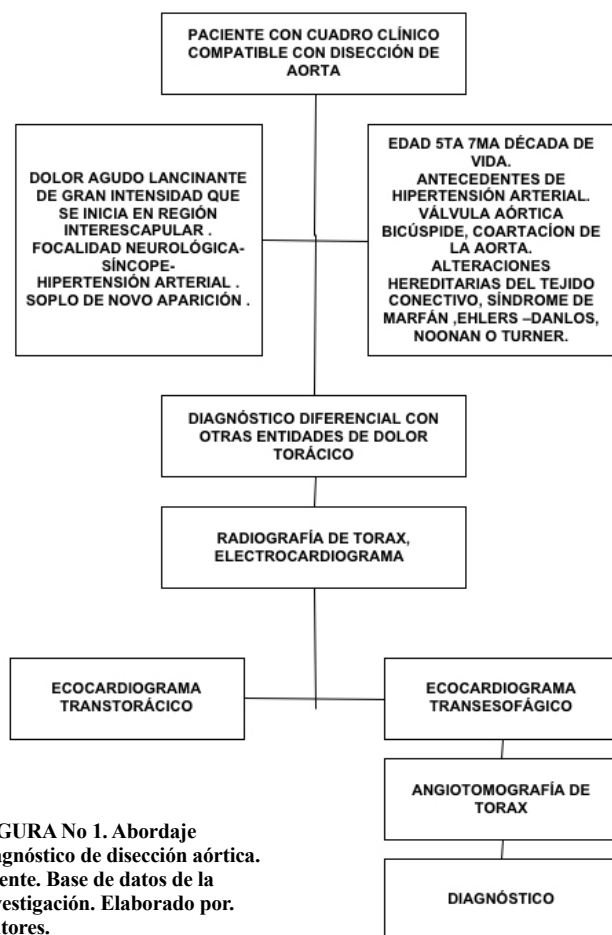 PACIENTE CON CUADRO CLÍNICO
COMPATIBLE CON DISECCIÓN DE
AORTA
DOLOR AGUDO LANCINANTE
DE GRAN INTENSIDAD QUE
SE INICIA EN REGIÓN
INTERESCAPULAR .
FOCALIDAD NEUROLÓGICA-
SÍNCOPE-
HIPERTENSIÓN ARTERIAL .
SOPLO DE NOVO APARICIÓN .
EDAD 5TA 7MA DÉCADA DE
VIDA.
ANTECEDENTES DE
HIPERTENSIÓN ARTERIAL.
VÁLVULA AÓRTICA
BICÚSPIDE, COARTACÍON DE
LA AORTA.
ALTERACIONES
HEREDITARIAS DEL TEJIDO
CONECTIVO, SÍNDROME DE
MARFÁN ,EHLERS –DANLOS,
NOONAN O TURNER.
DIAGNÓSTICO DIFERENCIAL CON
OTRAS ENTIDADES DE DOLOR
TORÁCICO
RADIOGRAFÍA DE TORAX,
ELECTROCARDIOGRAMA
ECOCARDIOGRAMA
TRANSTORÁCICO
ECOCARDIOGRAMA
TRANSESOFÁGICO
ANGIOTOMOGRAFÍA DE
TORAX
DIAGNÓSTICO
GURA No 1. Abordaje
agnóstico de disección aórtica.
ente. Base de datos de la
vestigación. Elaborado por.
tores.